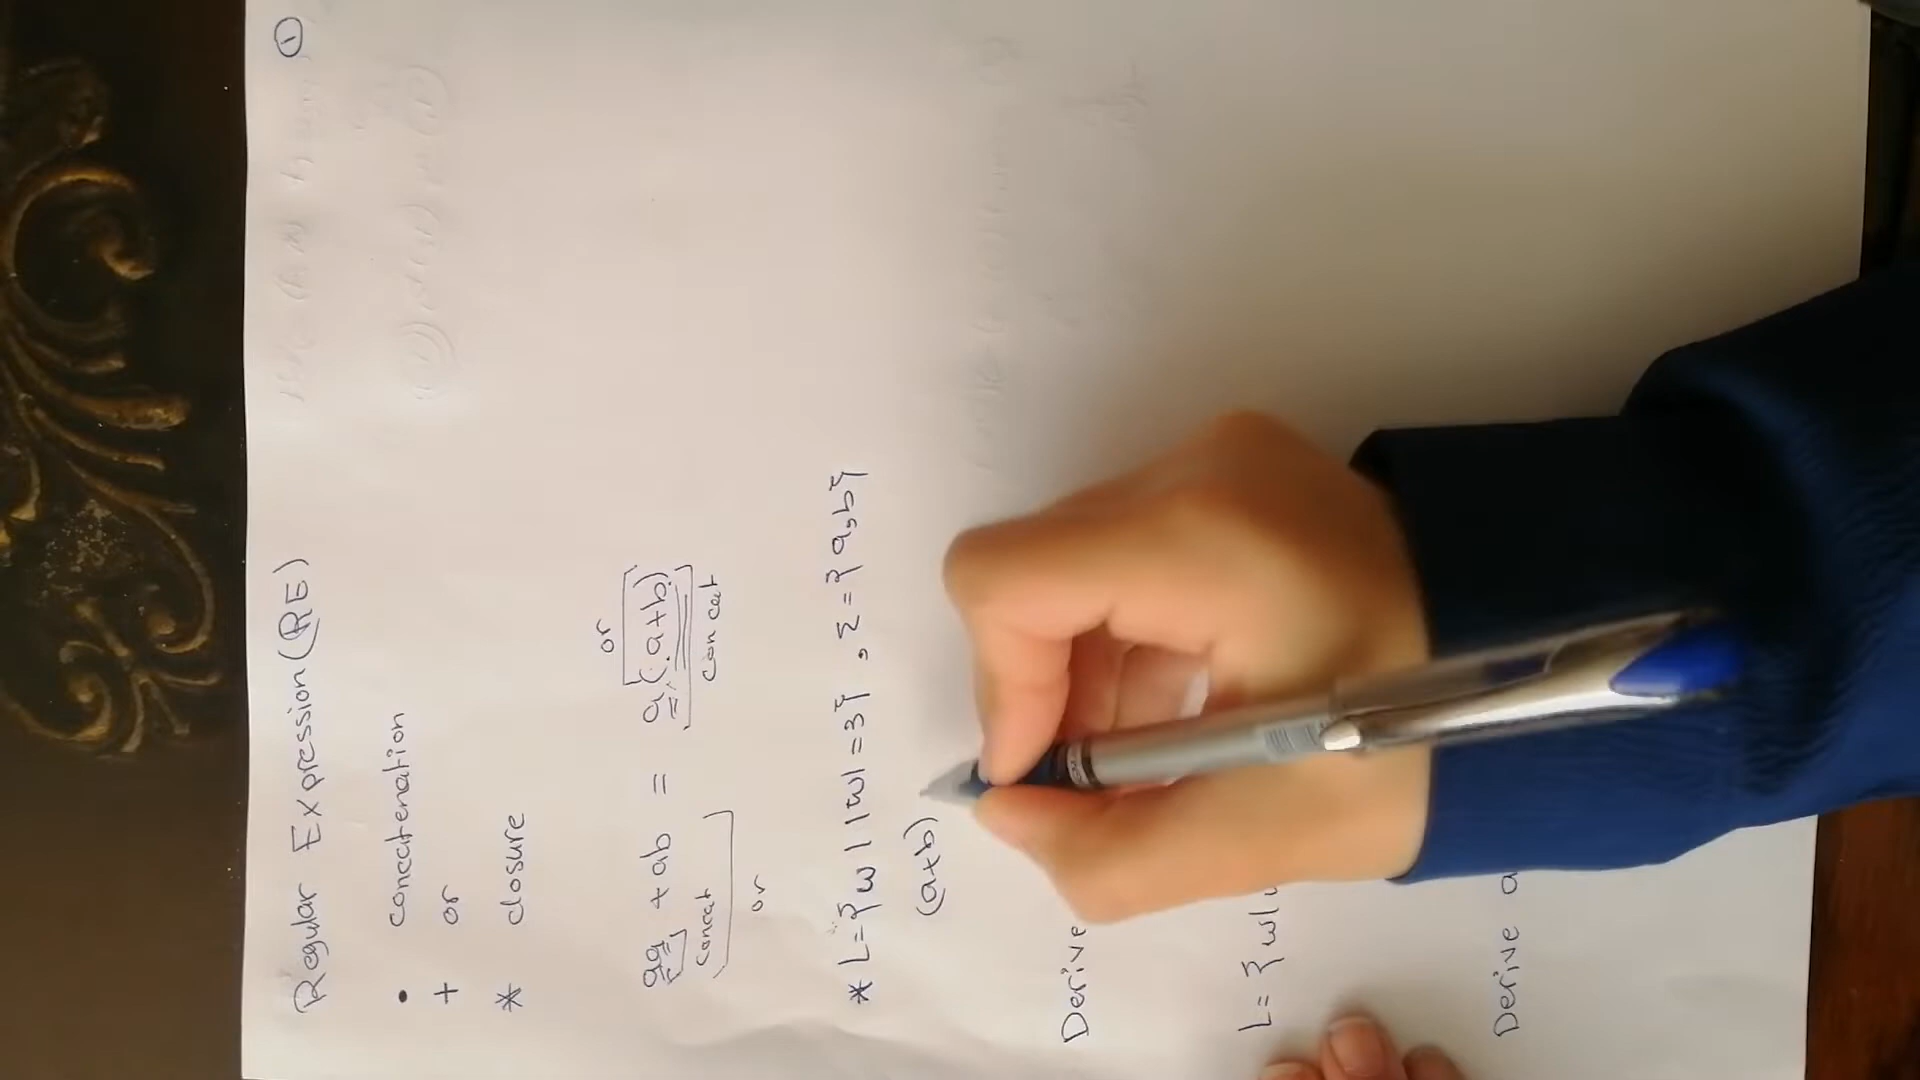 Regular Expression (RE)
①
• concatenation
+ or
* closure
or
aa + ab = a(a+b)
concat
concat
or
* L={w | |w|=3}, Σ={a,b}
(a+b)
Derive
L={w|
Derive a